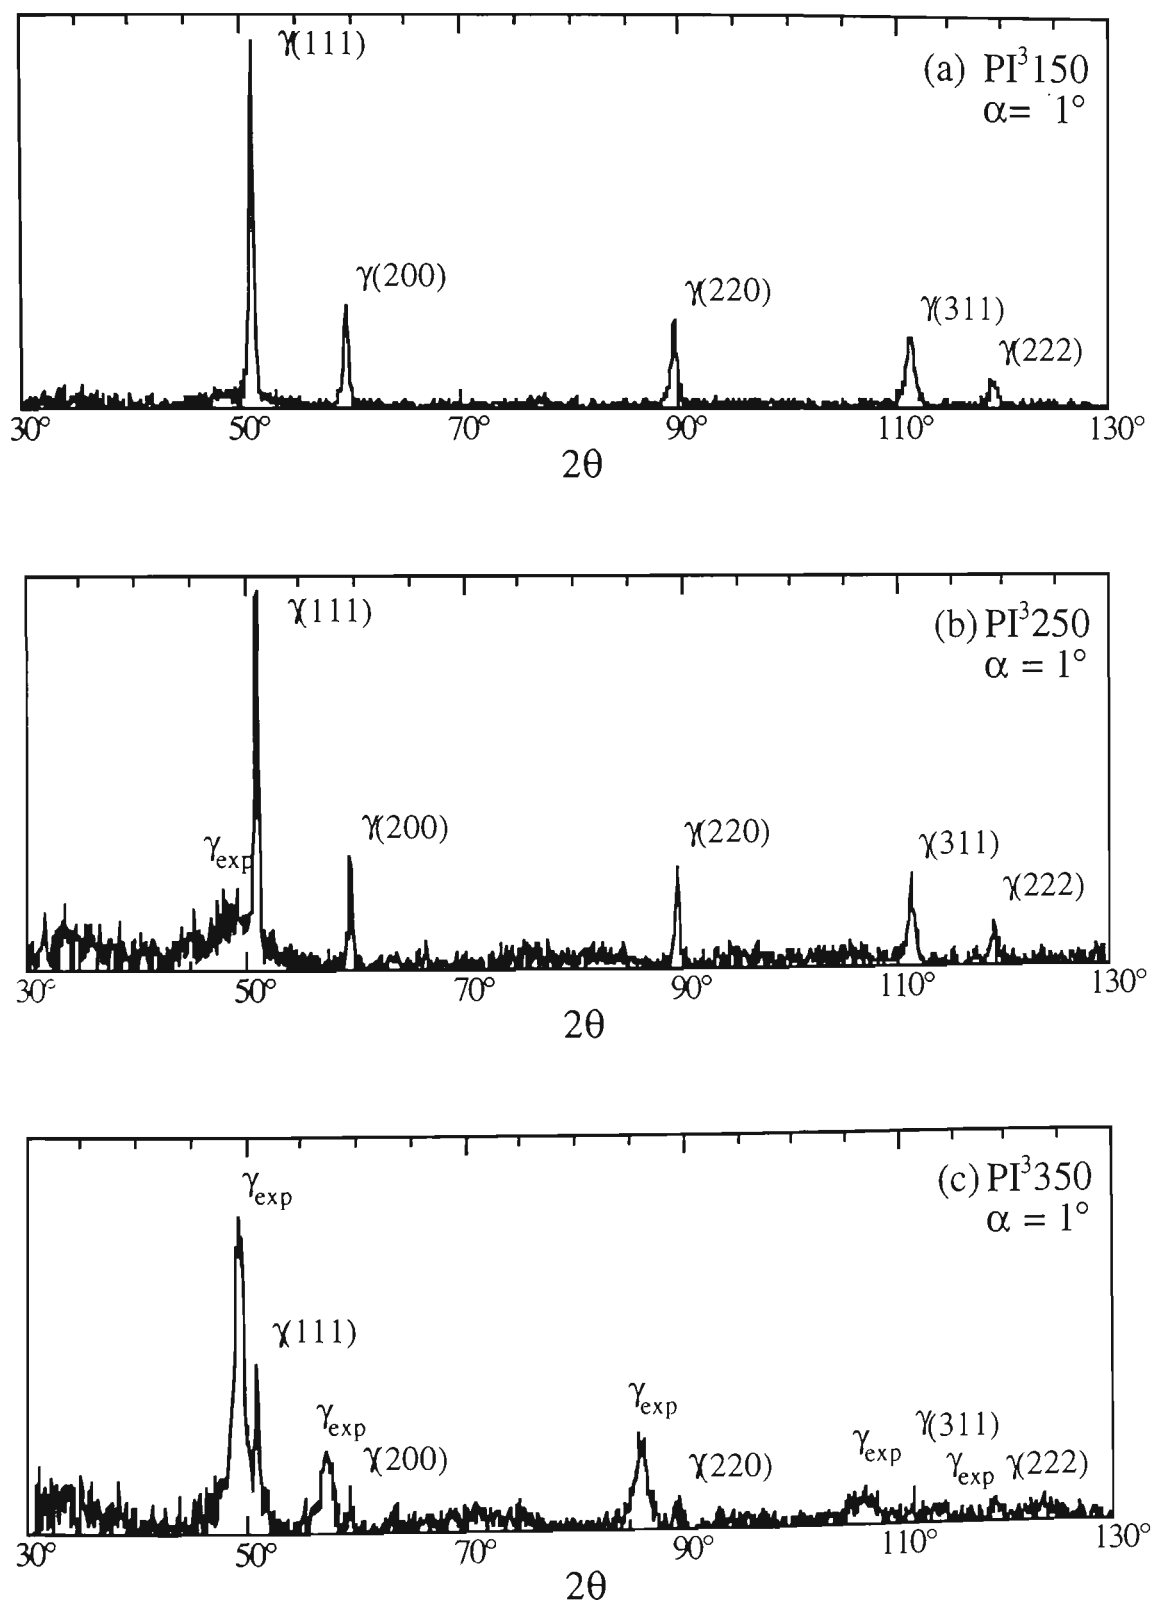 γ(111)
(a) PI³150
α= 1°
γ(200)
γ(220)
γ(311)
γ(222)
30° 50° 70° 90° 110° 130°
2θ
γ(111)
(b) PI³250
α = 1°
γexp
γ(200)
γ(220)
γ(311)
γ(222)
30° 50° 70° 90° 110° 130°
2θ
γexp
(c) PI³350
α = 1°
γ(111)
γexp
γ(200)
γexp
γ(220)
γexp
γ(311)
γexp
γ(222)
30° 50° 70° 90° 110° 130°
2θ